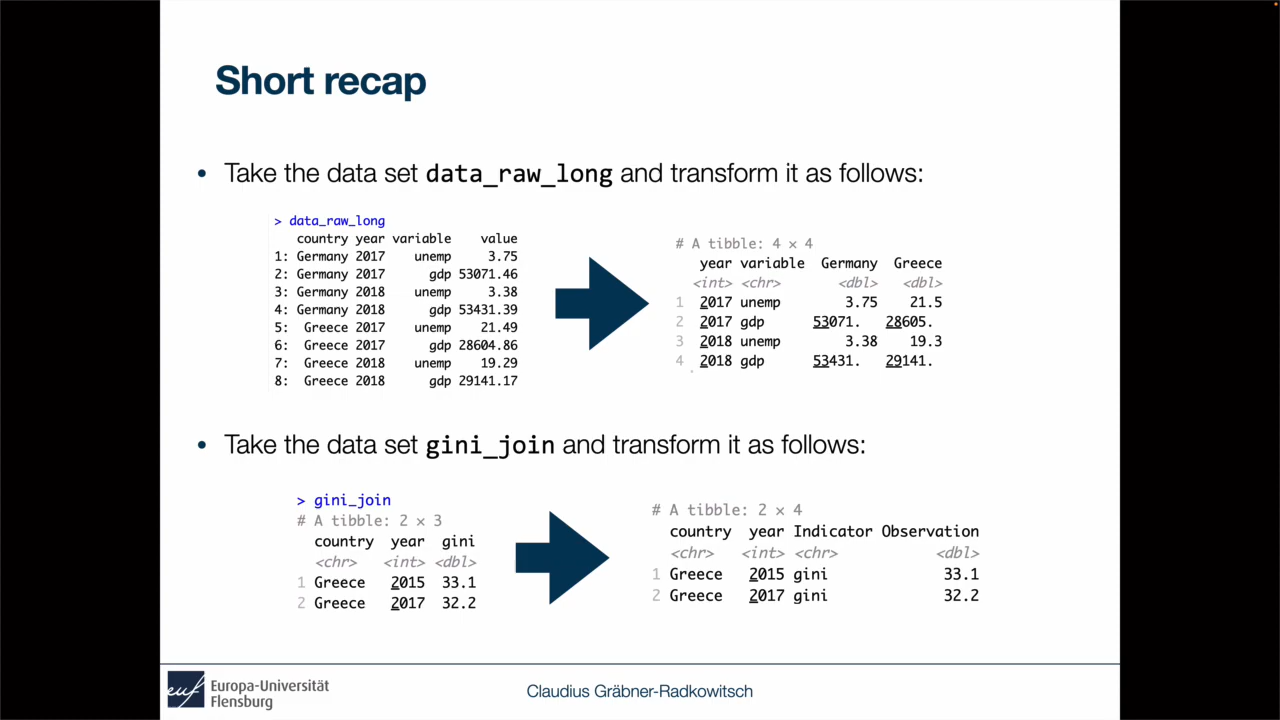 Short recap
• Take the data set data_raw_long and transform it as follows:
> data_raw_long
country year variable value
1: Germany 2017 unemp 3.75
2: Germany 2017 gdp 53071.46
3: Germany 2018 unemp 3.38
4: Germany 2018 gdp 53431.39
5: Greece 2017 unemp 21.49
6: Greece 2017 gdp 28604.86
7: Greece 2018 unemp 19.29
8: Greece 2018 gdp 29141.17
# A tibble: 4 × 4
year variable Germany Greece
<int> <chr> <dbl> <dbl>
1 2017 unemp 3.75 21.5
2 2017 gdp 53071. 28605.
3 2018 unemp 3.38 19.3
4 2018 gdp 53431. 29141.
• Take the data set gini_join and transform it as follows:
> gini_join
# A tibble: 2 × 3
country year gini
<chr> <int> <dbl>
1 Greece 2015 33.1
2 Greece 2017 32.2
# A tibble: 2 × 4
country year Indicator Observation
<chr> <int> <chr> <dbl>
1 Greece 2015 gini 33.1
2 Greece 2017 gini 32.2
euf Europa-Universität
Flensburg
Claudius Gräbner-Radkowitsch